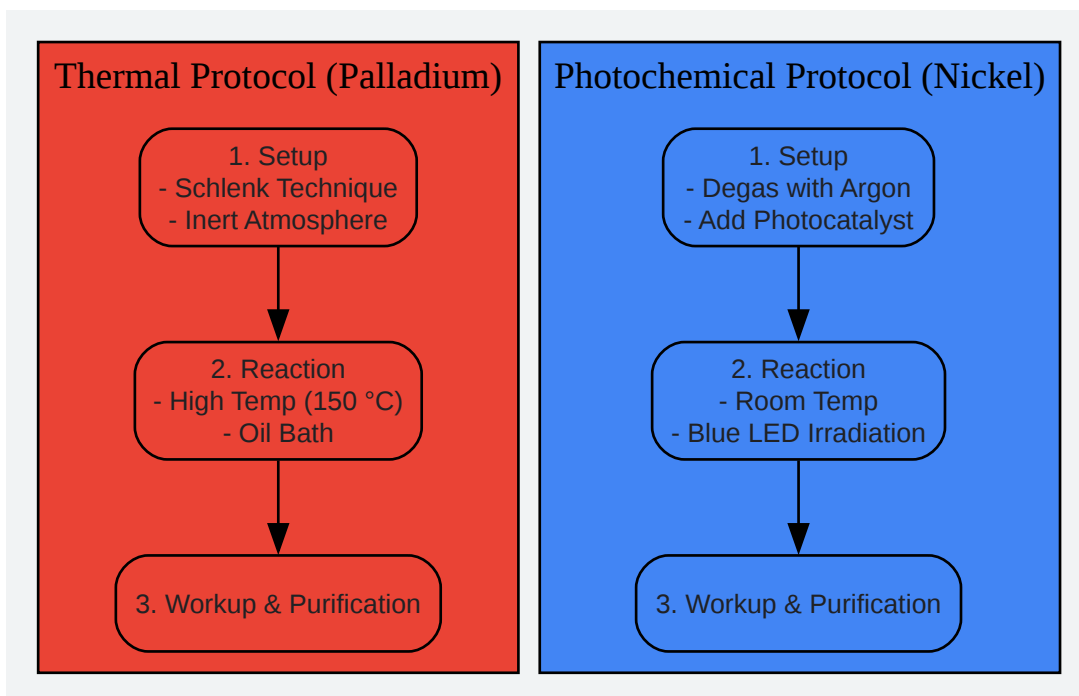 Thermal Protocol (Palladium)
1. Setup
- Schlenk Technique
- Inert Atmosphere
2. Reaction
- High Temp (150 °C)
- Oil Bath
3. Workup & Purification
Photochemical Protocol (Nickel)
1. Setup
- Degas with Argon
- Add Photocatalyst
2. Reaction
- Room Temp
- Blue LED Irradiation
3. Workup & Purification